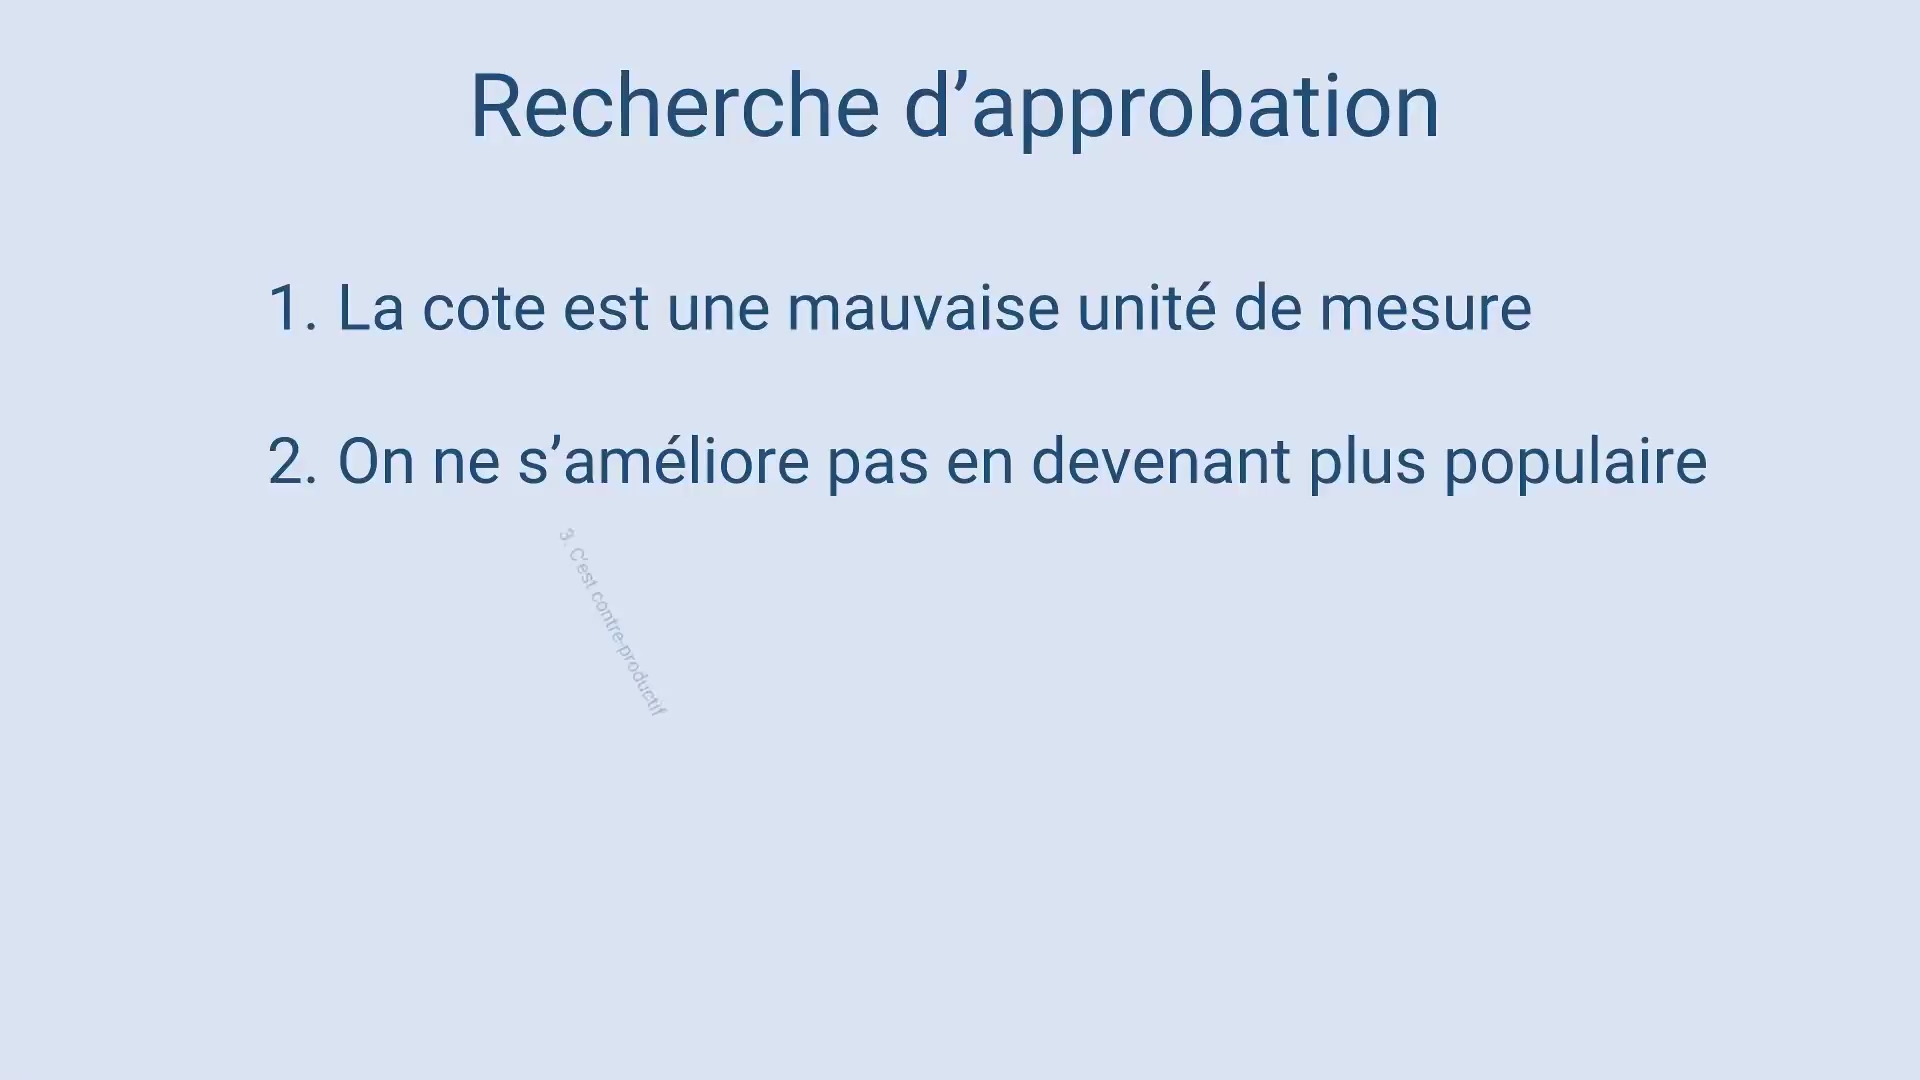 Recherche d’approbation
1. La cote est une mauvaise unité de mesure
2. On ne s’améliore pas en devenant plus populaire
3. C’est contre-productif